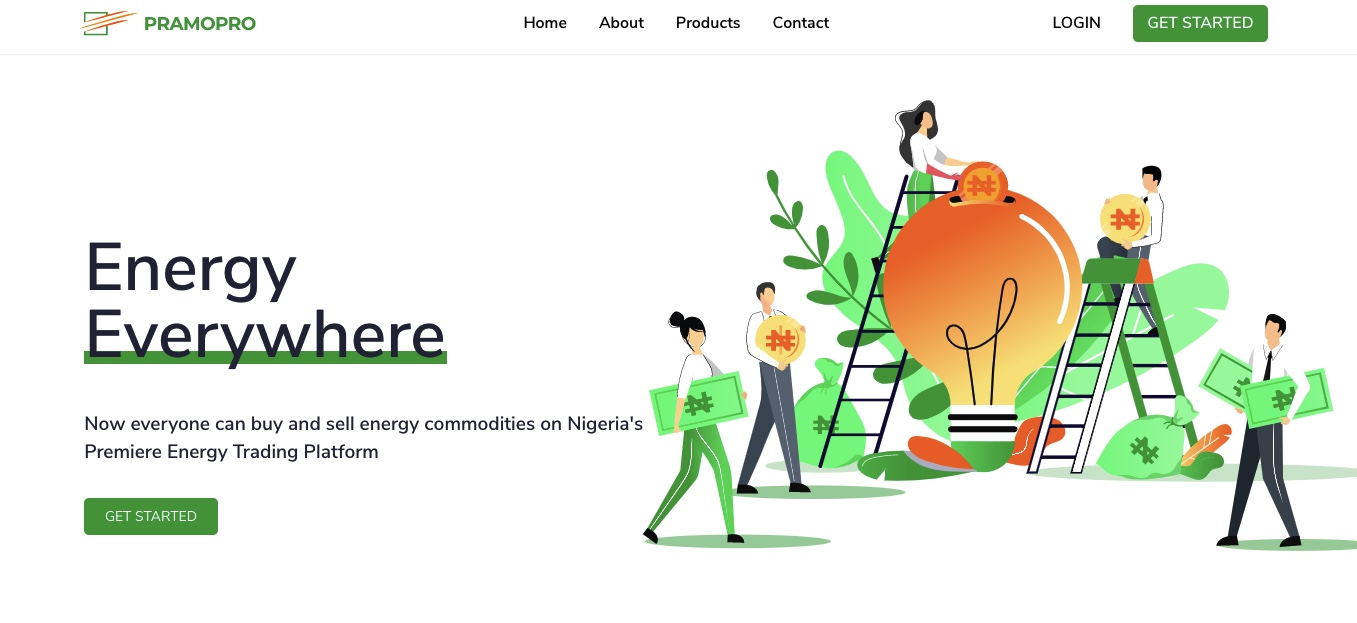 PRAMOPRO
Home About Products Contact
LOGIN GET STARTED
Energy
Everywhere
Now everyone can buy and sell energy commodities on Nigeria's
Premiere Energy Trading Platform
GET STARTED
₦
₦
₦
₦
₦
₦
₦
₦